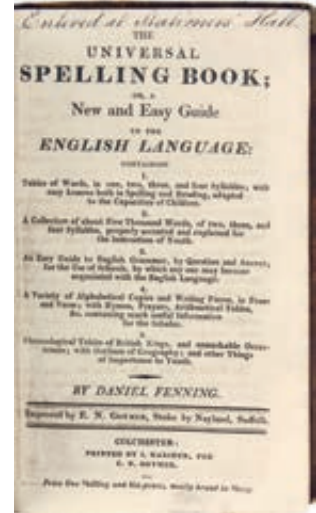 Entered at Stationers' Hall.
THE
UNIVERSAL
SPELLING BOOK;
OR, A
New and Easy Guide
TO THE
ENGLISH LANGUAGE:
CONTAINING
1.
Tables of Words, in one, two, three, and four Syllables; with
easy Lessons both in Spelling and Reading, adapted
to the Capacities of Children.
2.
A Collection of about Five Thousand Words, of two, three, and
four Syllables, properly accented and explained for
the Instruction of Youth.
3.
An Easy Guide to English Grammar, by Question and Answer,
for the Use of Schools, by which any one may become
acquainted with the English Language.
4.
A Variety of Alphabetical Copies and Writing Pieces, in Prose
and Verse; with Hymns, Prayers, Arithmetical Tables,
&c. containing much useful Information
for the Scholar.
5.
Chronological Tables of British Kings, and remarkable Occur-
rences; with Outlines of Geography; and other Things
of Importance to Youth.
BY DANIEL FENNING.
Improved by E. N. Goymer, Stoke by Nayland, Suffolk.
COLCHESTER:
PRINTED BY I. MARSDEN, FOR
E. N. GOYMER.
Price One Shilling and Six-pence, neatly bound in Sheep